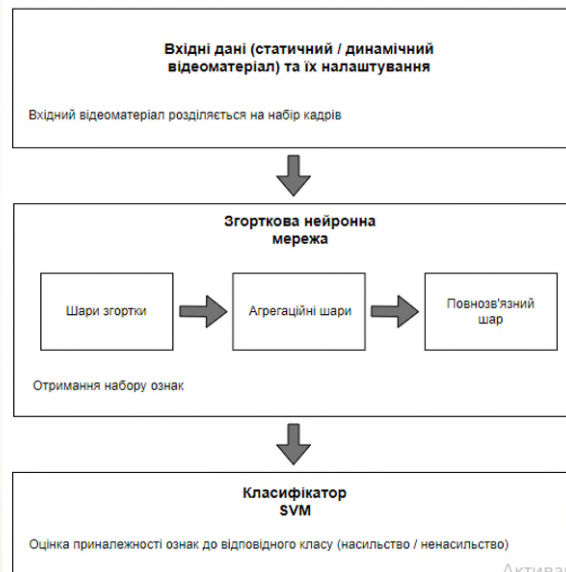 Вхідні дані (статичний / динамічний
відеоматеріал) та їх налаштування
Вхідний відеоматеріал розділяється на набір кадрів
Згорткова нейронна
мережа
Шари згортки
Агрегаційні шари
Повнозв'язний
шар
Отримання набору ознак
Класифікатор
SVM
Оцінка приналежності ознак до відповідного класу (насильство / ненасильство)